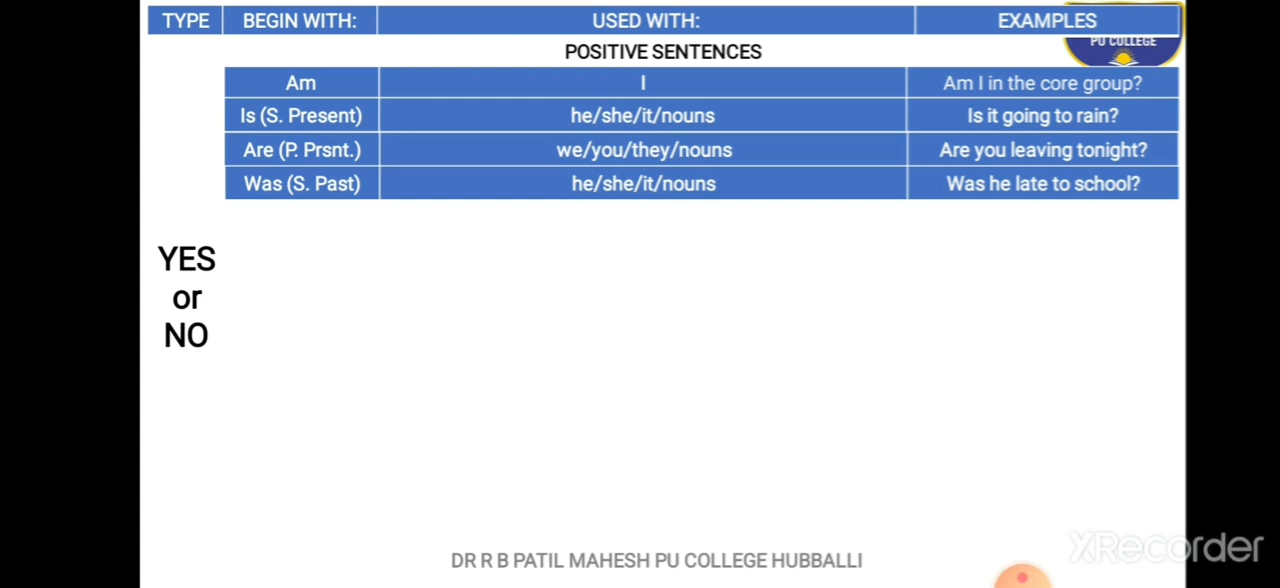 TYPE BEGIN WITH: USED WITH: EXAMPLES
PU COLLEGE
POSITIVE SENTENCES
Am I Am I in the core group?
Is (S. Present) he/she/it/nouns Is it going to rain?
Are (P. Prsnt.) we/you/they/nouns Are you leaving tonight?
Was (S. Past) he/she/it/nouns Was he late to school?
YES
or
NO
DR R B PATIL MAHESH PU COLLEGE HUBBALLI
XRecorder